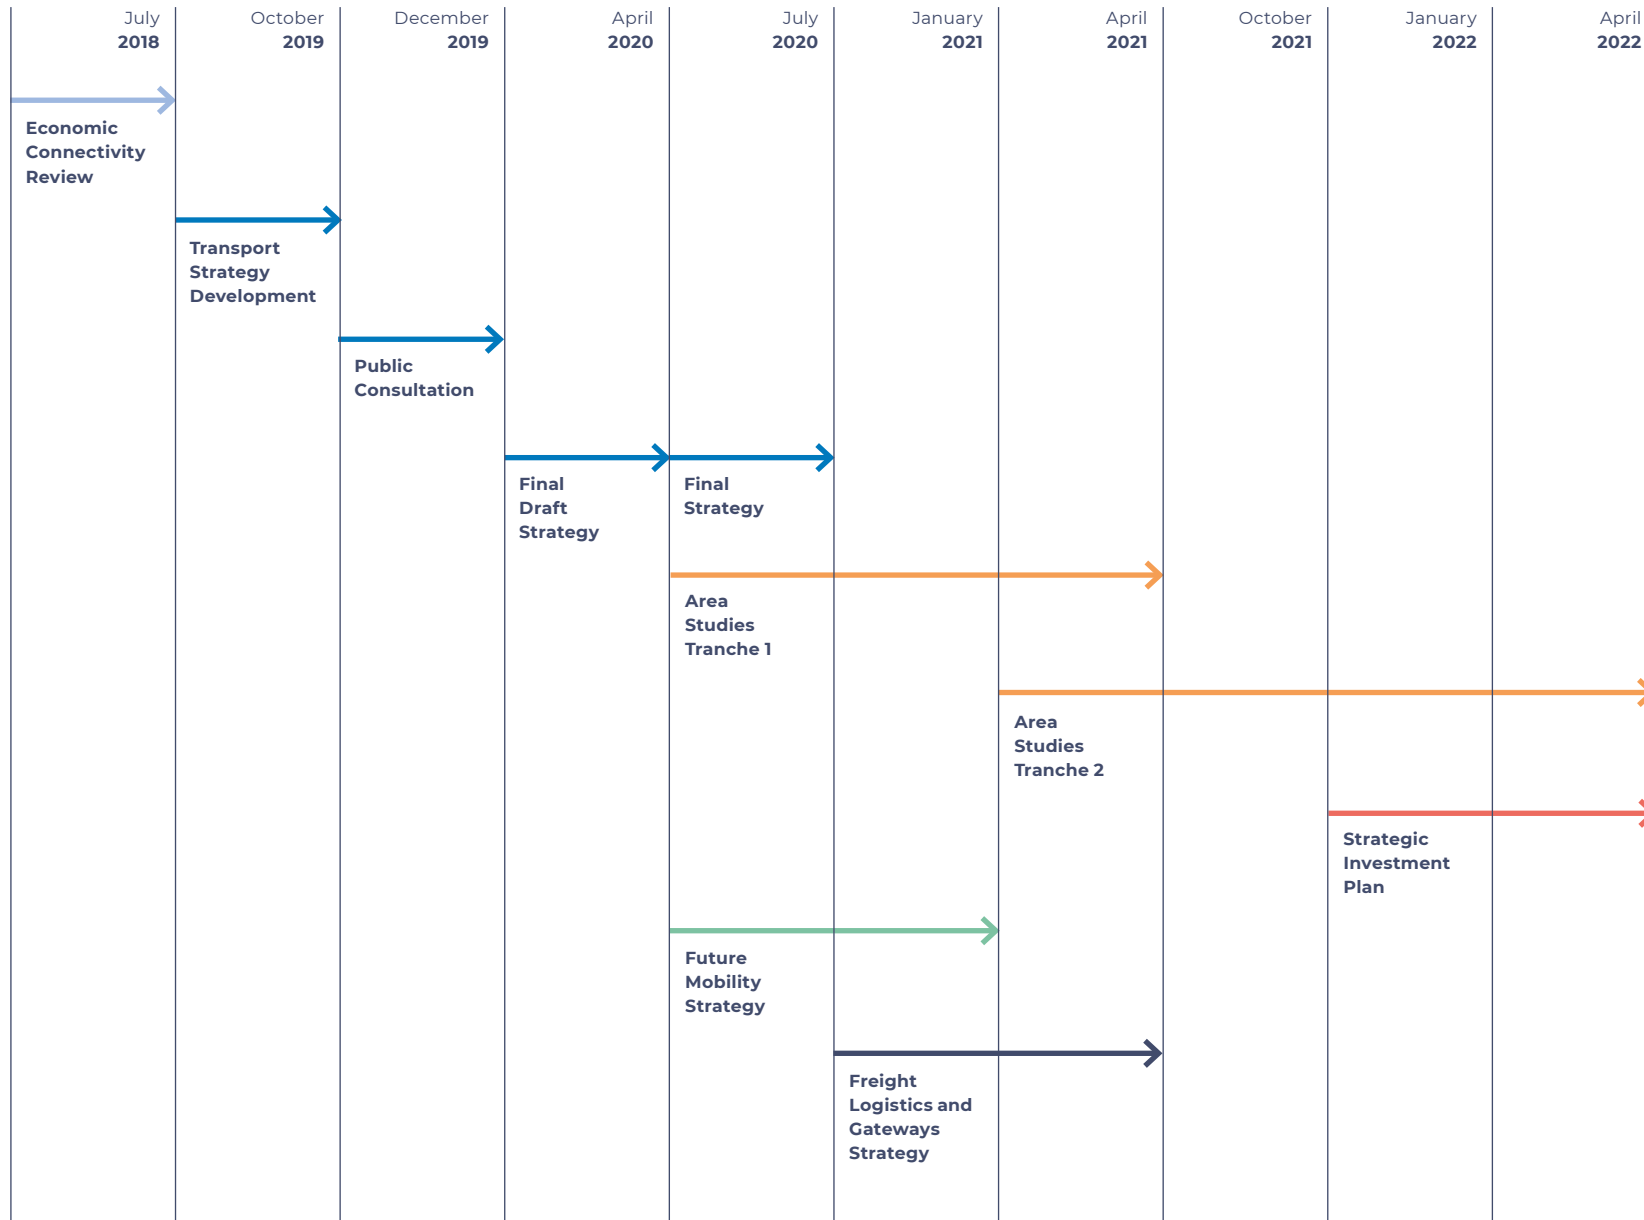 July
2018
October
2019
December
2019
April
2020
July
2020
January
2021
April
2021
October
2021
January
2022
April
2022
Economic
Connectivity
Review
Transport
Strategy
Development
Public
Consultation
Final
Draft
Strategy
Final
Strategy
Area
Studies
Tranche 1
Area
Studies
Tranche 2
Strategic
Investment
Plan
Future
Mobility
Strategy
Freight
Logistics and
Gateways
Strategy